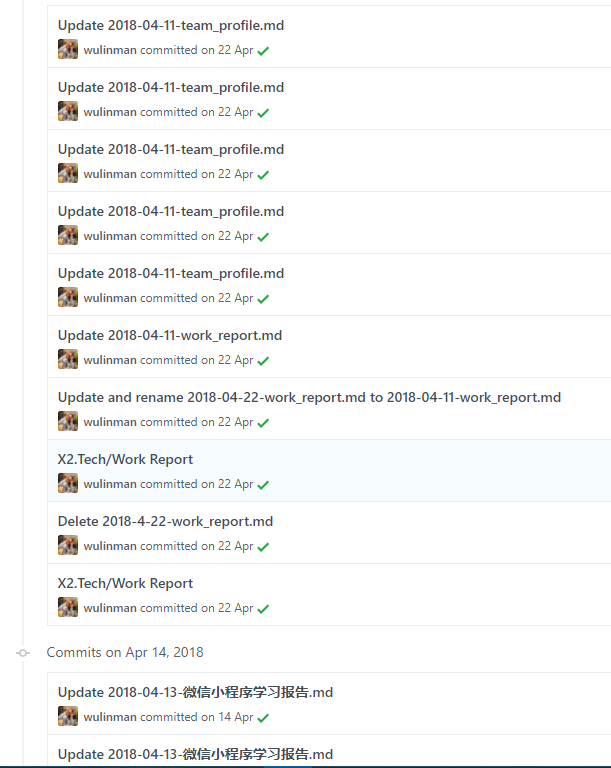 Update 2018-04-11-team_profile.md
wulinman committed on 22 Apr
Update 2018-04-11-team_profile.md
wulinman committed on 22 Apr
Update 2018-04-11-team_profile.md
wulinman committed on 22 Apr
Update 2018-04-11-team_profile.md
wulinman committed on 22 Apr
Update 2018-04-11-team_profile.md
wulinman committed on 22 Apr
Update 2018-04-11-work_report.md
wulinman committed on 22 Apr
Update and rename 2018-04-22-work_report.md to 2018-04-11-work_report.md
wulinman committed on 22 Apr
X2.Tech/Work Report
wulinman committed on 22 Apr
Delete 2018-4-22-work_report.md
wulinman committed on 22 Apr
X2.Tech/Work Report
wulinman committed on 22 Apr
Commits on Apr 14, 2018
Update 2018-04-13-微信小程序学习报告.md
wulinman committed on 14 Apr
Update 2018-04-13-微信小程序学习报告.md